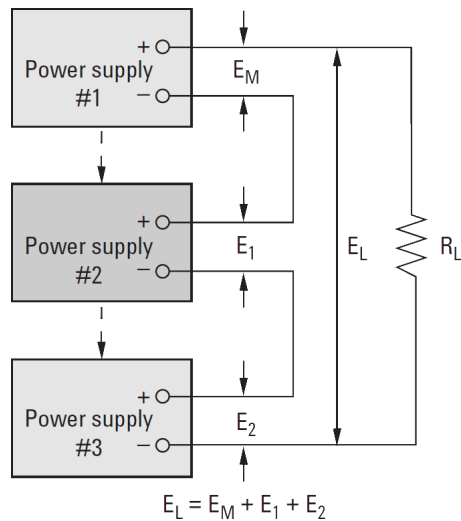 Power supply
#1
+
−
E_M
Power supply
#2
+
−
E_1
E_L
R_L
Power supply
#3
+
−
E_2
E_L = E_M + E_1 + E_2